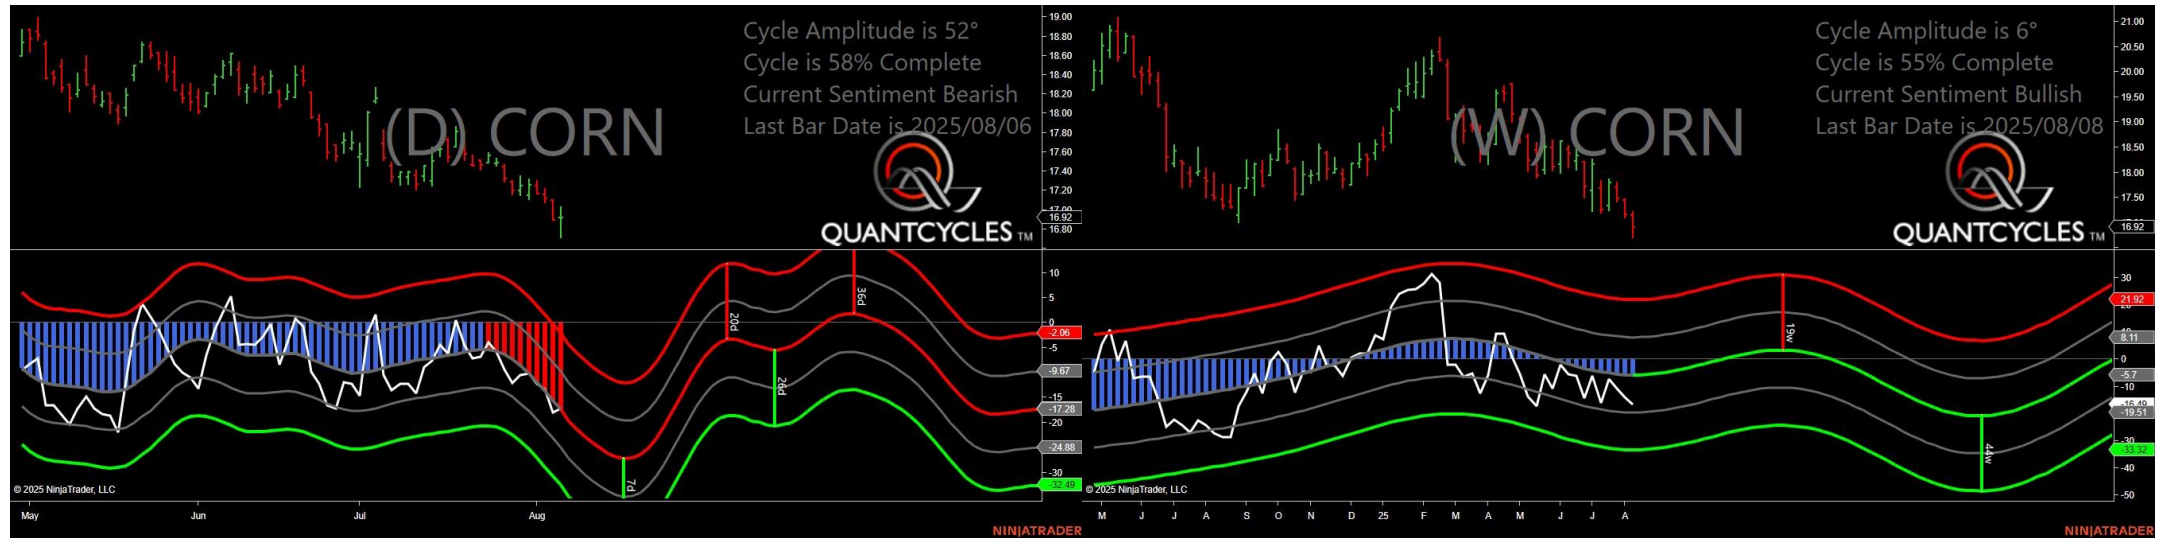 Cycle Amplitude is 52°
Cycle is 58% Complete
Current Sentiment Bearish
Last Bar Date is 2025/08/06
(D) CORN
QUANTCYCLES TM
19.00
18.80
18.60
18.40
18.20
18.00
17.80
17.60
17.40
17.20
17.00
16.92
16.80
20d
36d
26d
7d
10
5
0
-2.06
-5
-9.67
-15
-17.28
-20
-24.88
-30
-32.49
© 2025 NinjaTrader, LLC
May Jun Jul Aug
NINJATRADER
Cycle Amplitude is 6°
Cycle is 55% Complete
Current Sentiment Bullish
Last Bar Date is 2025/08/08
(W) CORN
QUANTCYCLES TM
21.00
20.50
20.00
19.50
19.00
18.50
18.00
17.50
16.92
19w
44w
30
21.92
8.11
0
-5.7
-10
-16.49
-19.51
-30
-33.32
-40
-50
© 2025 NinjaTrader, LLC
M J J A S O N D 25 F M A M J J A
NINJATRADER